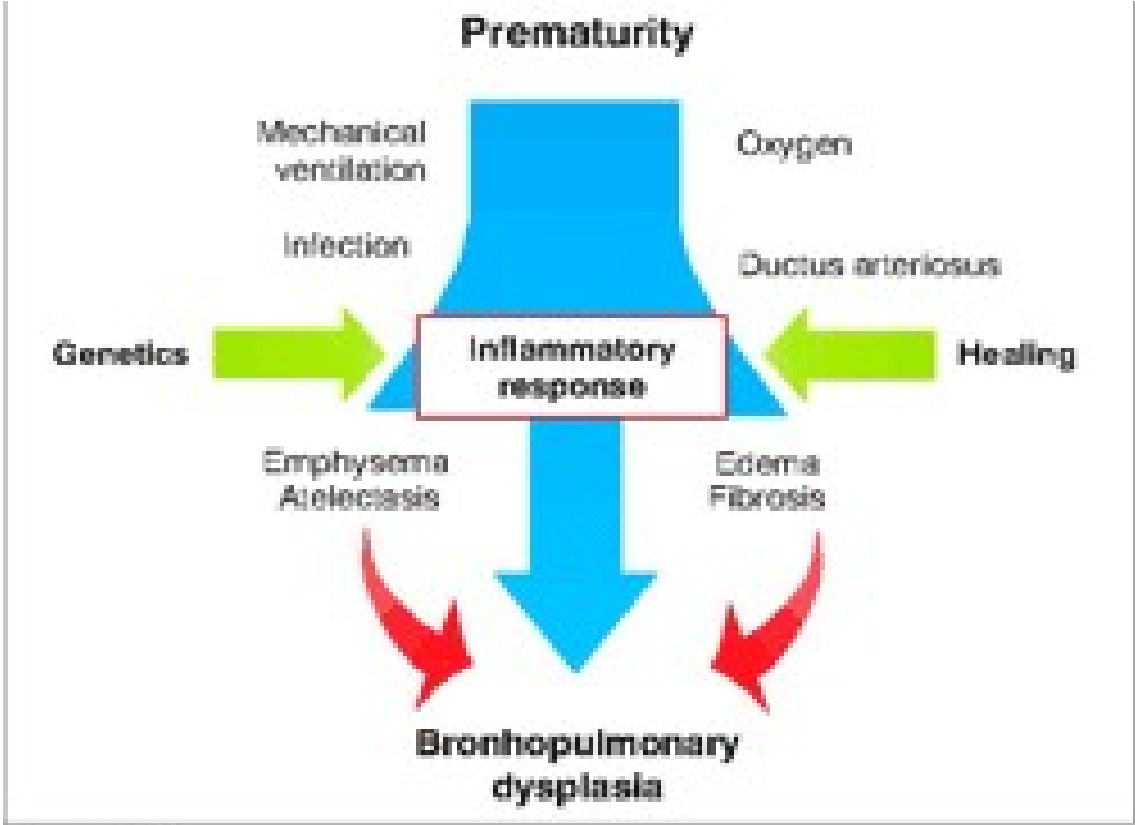 Prematurity
Mechanical
ventilation
Oxygen
Infection
Ductus arteriosus
Genetics
Inflammatory
response
Healing
Emphysema
Atelectasis
Edema
Fibrosis
Bronhopulmonary
dysplasia